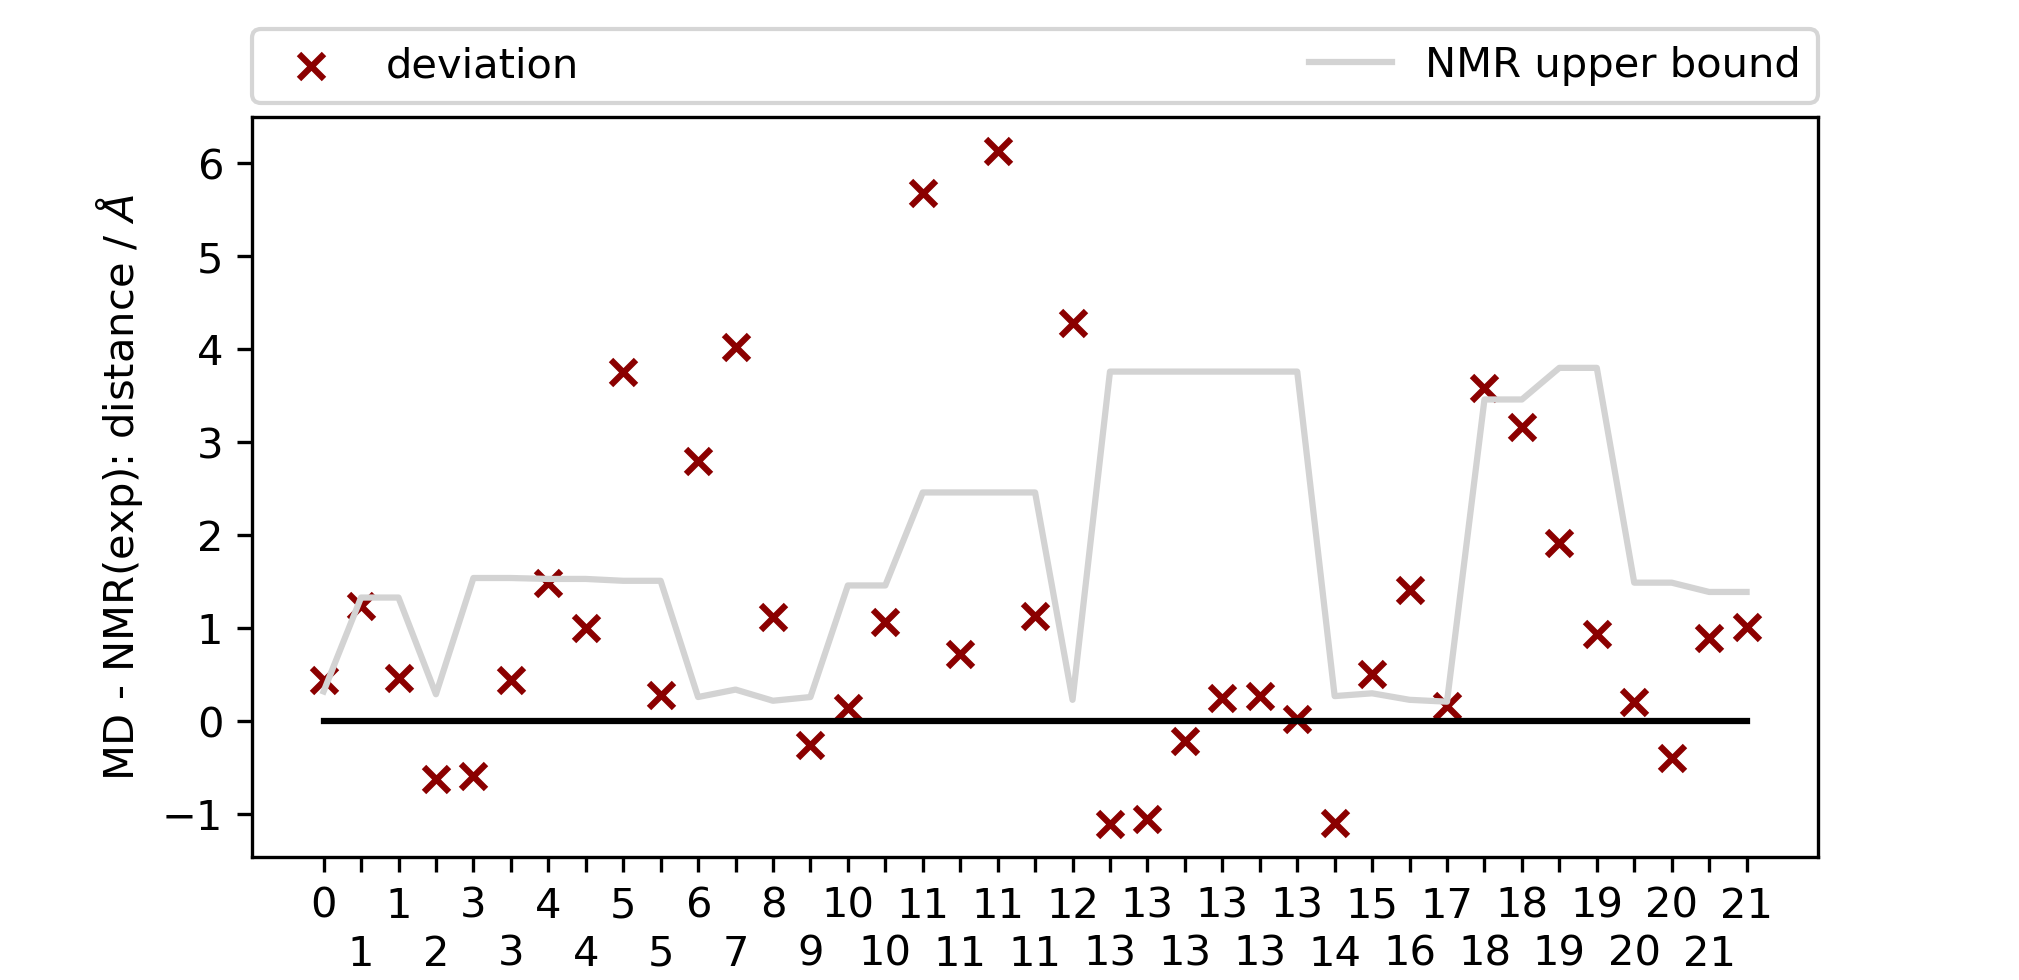 deviation NMR upper bound
MD - NMR(exp): distance / Å
6
5
4
3
2
1
0
−1
0 1 3 4 5 6 8 10 11 11 12 13 13 13 15 17 18 19 20 21
1 2 3 4 5 7 9 10 11 11 13 13 13 14 16 18 19 20 21